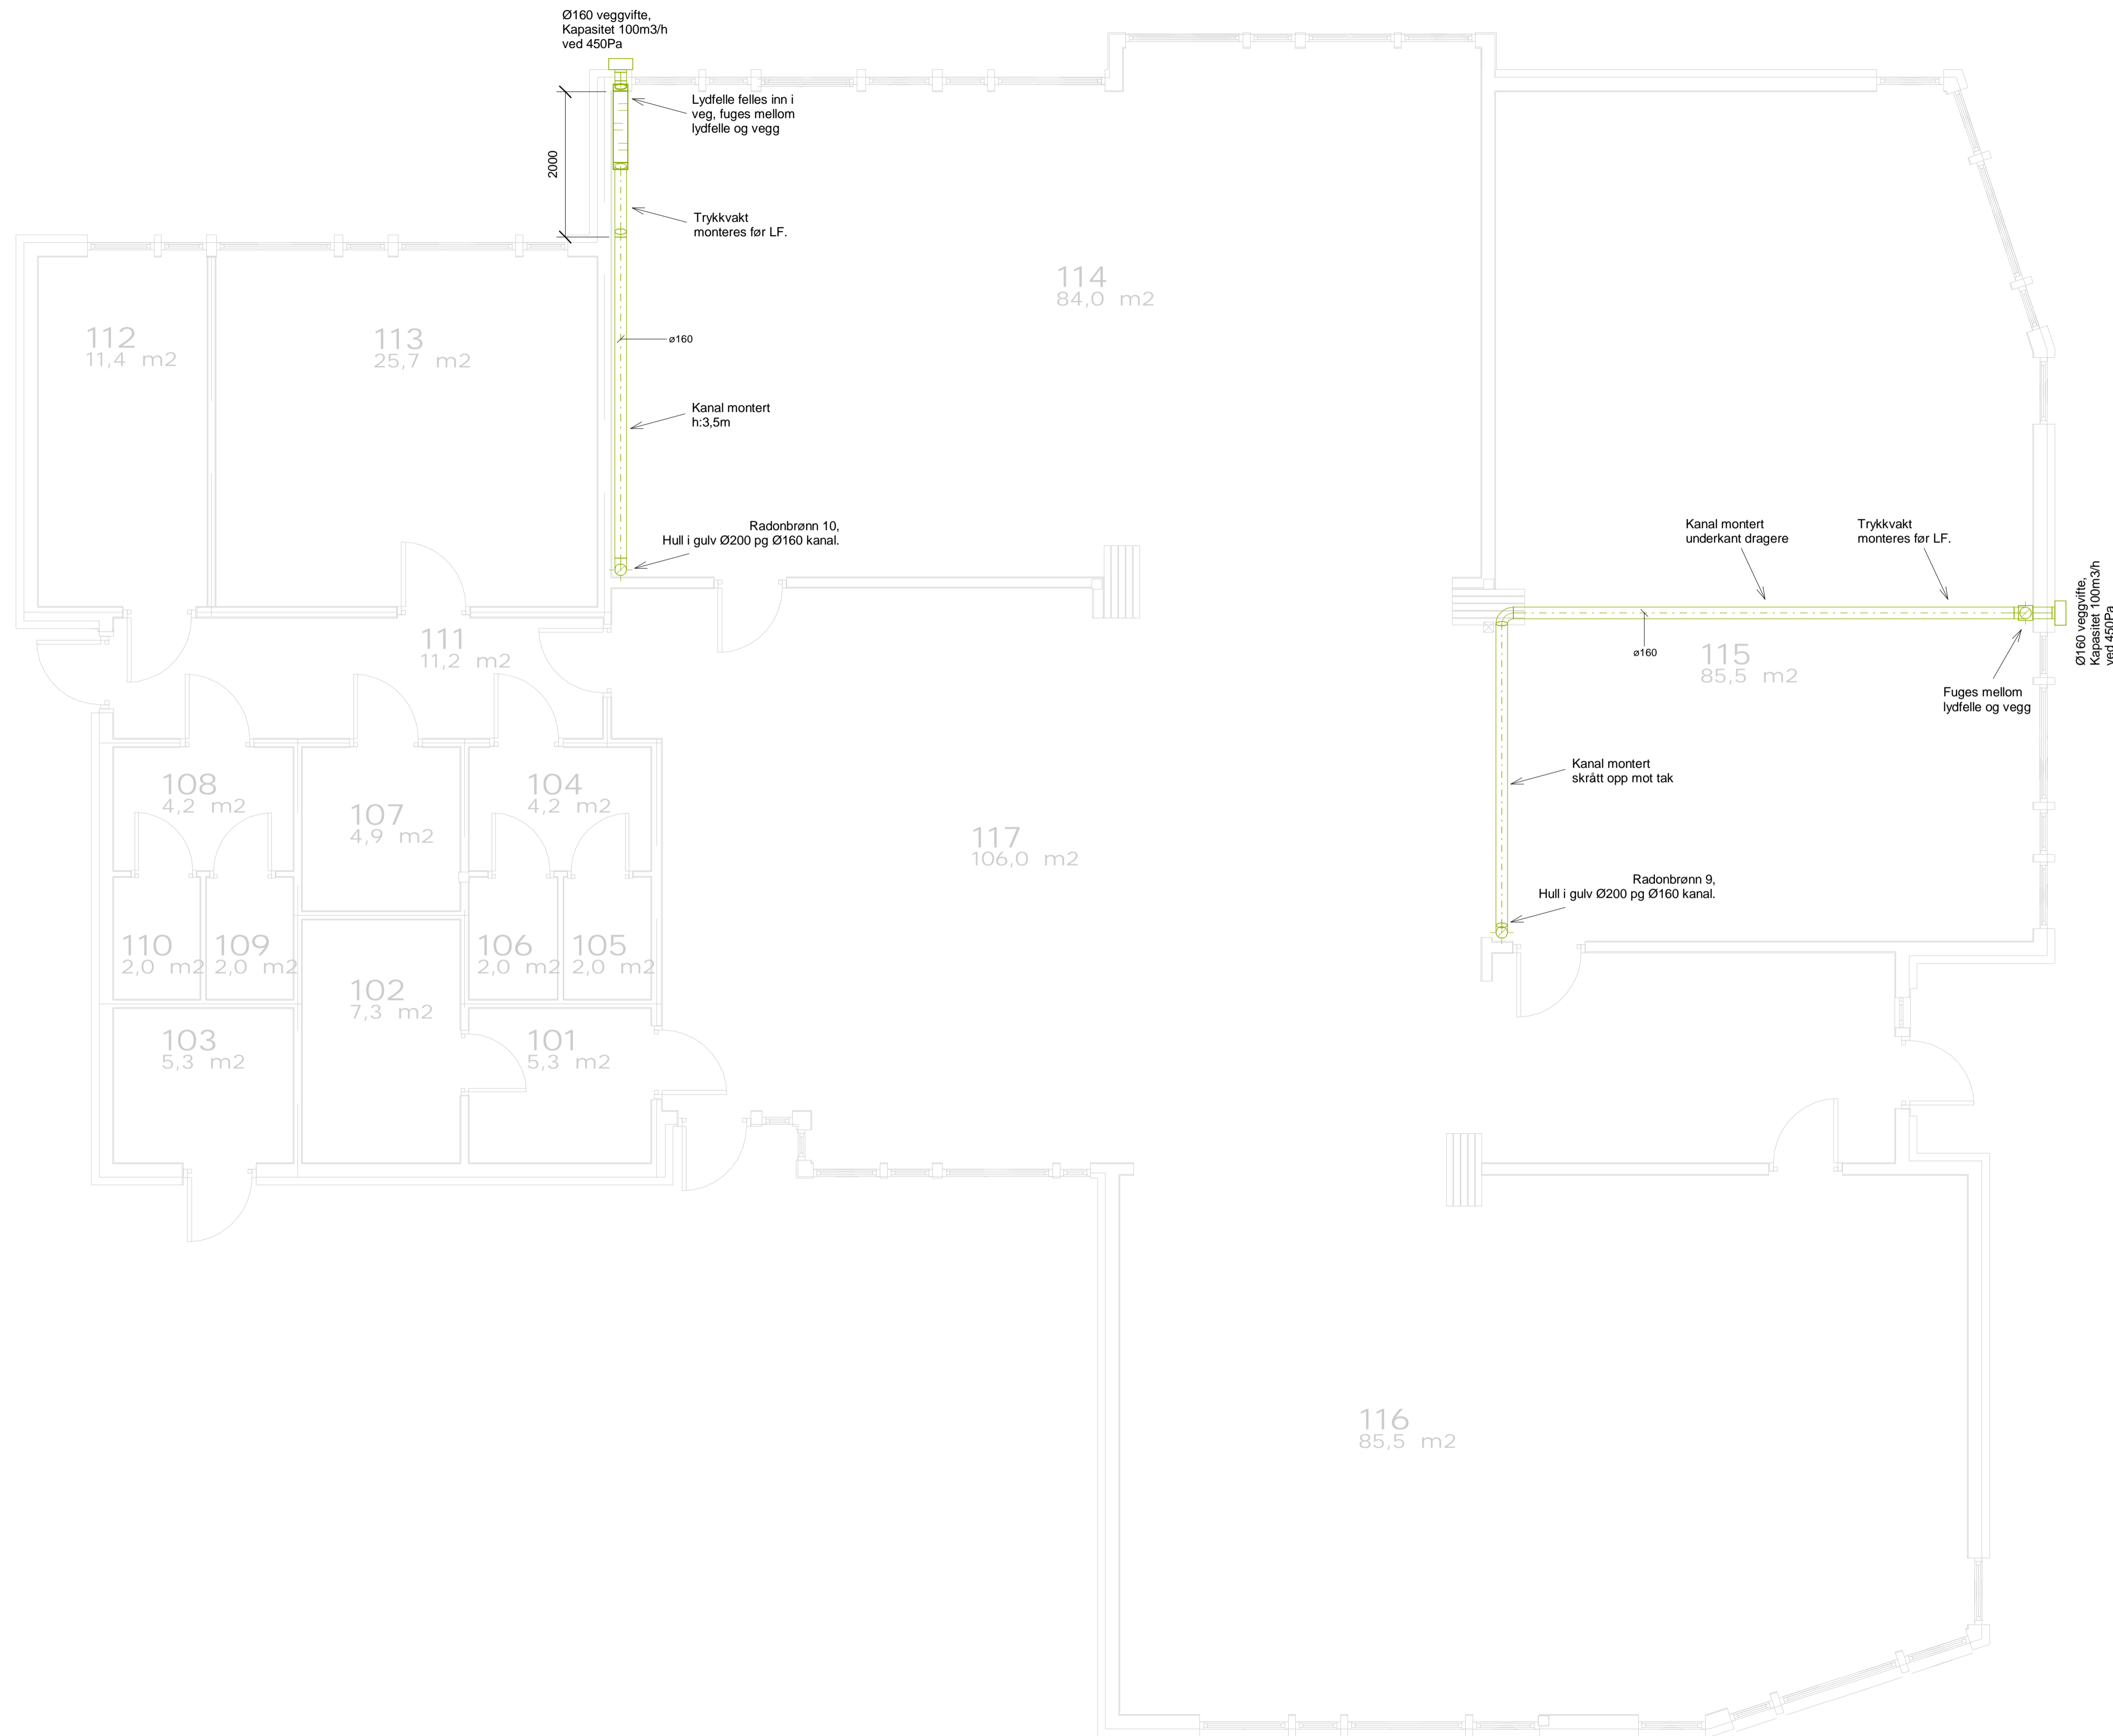 Ø160 veggvifte,
Kapasitet 100m3/h
ved 450Pa
Lydfelle felles inn i
veg, fuges mellom
lydfelle og vegg
2000
Trykkvakt
monteres før LF.
114
84,0 m2
112
11,4 m2
113
25,7 m2
ø160
Kanal montert
h:3,5m
Radonbrønn 10,
Hull i gulv Ø200 pg Ø160 kanal.
Kanal montert
underkant dragere
Trykkvakt
monteres før LF.
Ø160 veggvifte,
Kapasitet 100m3/h
ved 450Pa
111
11,2 m2
ø160
115
85,5 m2
Fuges mellom
lydfelle og vegg
Kanal montert
skrått opp mot tak
108
4,2 m2
107
4,9 m2
104
4,2 m2
117
106,0 m2
Radonbrønn 9,
Hull i gulv Ø200 pg Ø160 kanal.
110
2,0 m2
109
2,0 m2
106
2,0 m2
105
2,0 m2
102
7,3 m2
103
5,3 m2
101
5,3 m2
116
85,5 m2